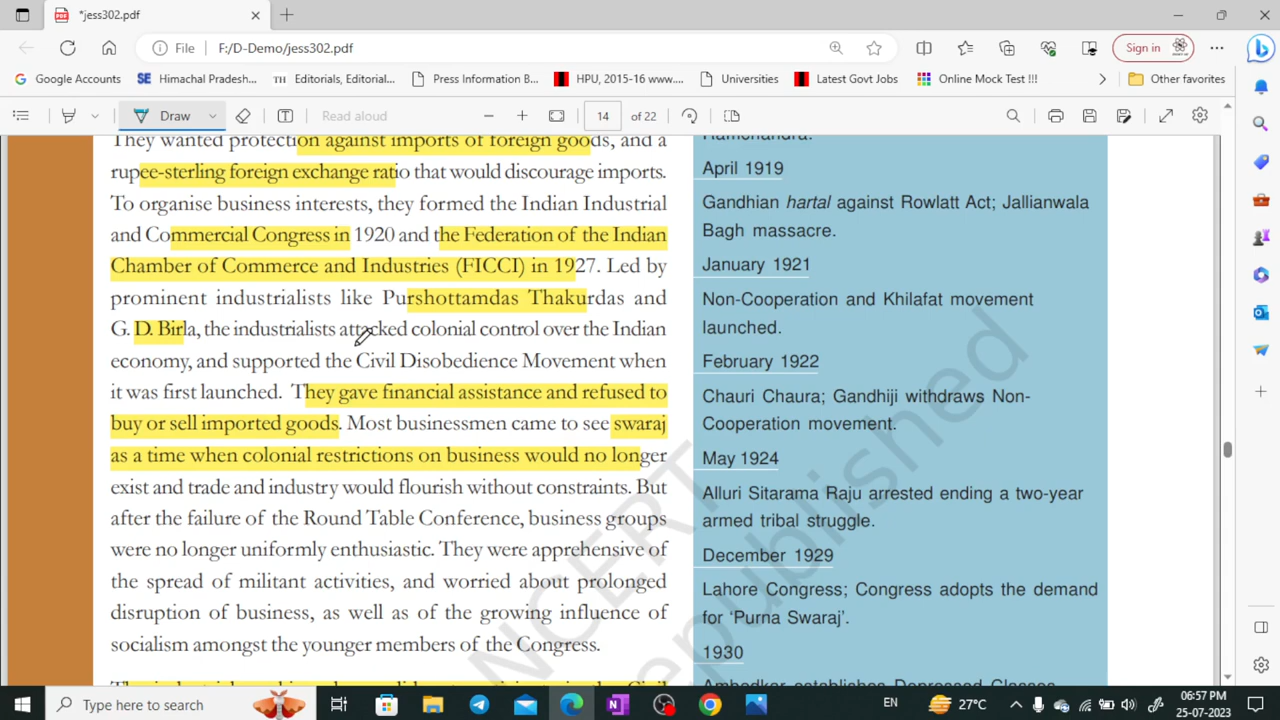 *jess302.pdf
File F:/D-Demo/jess302.pdf
Sign in
Google Accounts SE Himachal Pradesh... TH Editorials, Editorial... Press Information B... HPU, 2015-16 www.... Universities Latest Govt Jobs Online Mock Test !!! Other favorites
Draw Read aloud 14 of 22
They wanted protection against imports of foreign goods, and a
rupee-sterling foreign exchange ratio that would discourage imports.
To organise business interests, they formed the Indian Industrial
and Commercial Congress in 1920 and the Federation of the Indian
Chamber of Commerce and Industries (FICCI) in 1927. Led by
prominent industrialists like Purshottamdas Thakurdas and
G. D. Birla, the industrialists attacked colonial control over the Indian
economy, and supported the Civil Disobedience Movement when
it was first launched. They gave financial assistance and refused to
buy or sell imported goods. Most businessmen came to see swaraj
as a time when colonial restrictions on business would no longer
exist and trade and industry would flourish without constraints. But
after the failure of the Round Table Conference, business groups
were no longer uniformly enthusiastic. They were apprehensive of
the spread of militant activities, and worried about prolonged
disruption of business, as well as of the growing influence of
socialism amongst the younger members of the Congress.
Ramchandra.
April 1919
Gandhian hartal against Rowlatt Act; Jallianwala
Bagh massacre.
January 1921
Non-Cooperation and Khilafat movement
launched.
February 1922
Chauri Chaura; Gandhiji withdraws Non-
Cooperation movement.
May 1924
Alluri Sitarama Raju arrested ending a two-year
armed tribal struggle.
December 1929
Lahore Congress; Congress adopts the demand
for ‘Purna Swaraj’.
1930
Ambedkar establishes Depressed Classes
NCERT
republished
Type here to search 27°C EN 06:57 PM
25-07-2023